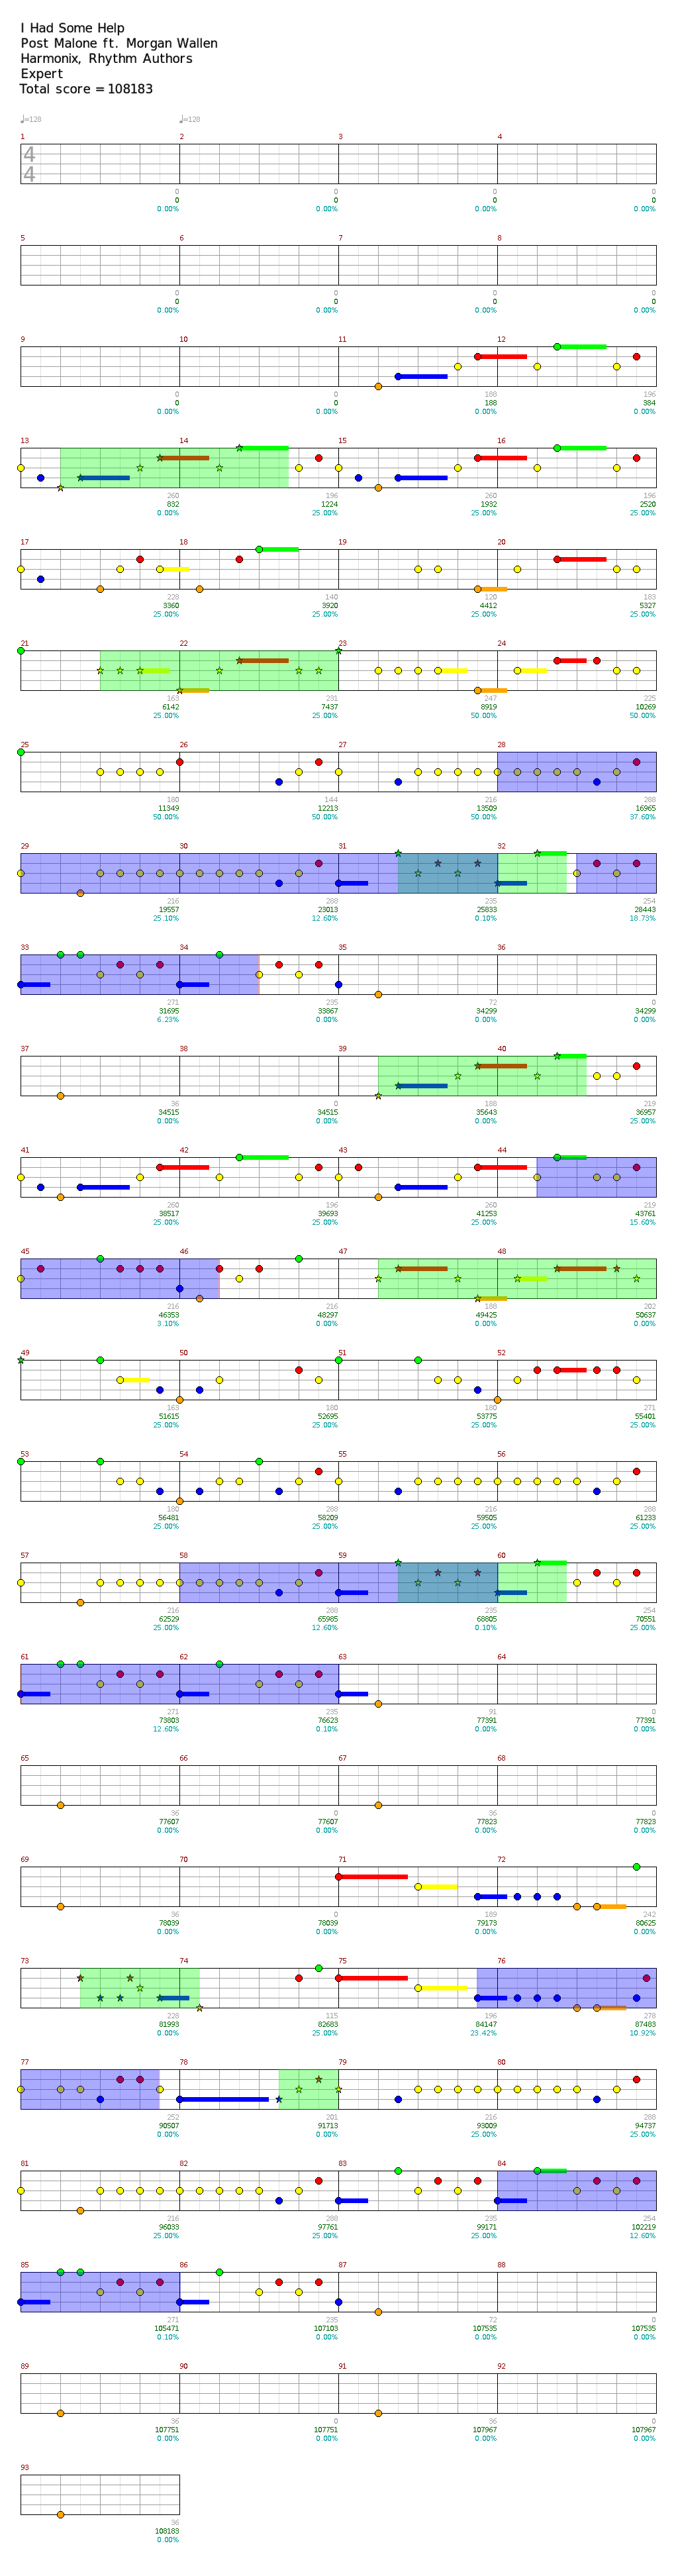 I Had Some Help
Post Malone ft. Morgan Wallen
Harmonix, Rhythm Authors
Expert
Total score = 108183
♩=128 ♩=128
1 2 3 4
4
4
0 0 0 0
0 0 0 0
0.00% 0.00% 0.00% 0.00%
5 6 7 8
0 0 0 0
0 0 0 0
0.00% 0.00% 0.00% 0.00%
9 10 11 12
0 0 188 196
0 0 188 384
0.00% 0.00% 0.00% 0.00%
13 14 15 16
260 196 260 196
832 1224 1932 2520
0.00% 25.00% 25.00% 25.00%
17 18 19 20
228 140 120 183
3360 3920 4412 5327
25.00% 25.00% 25.00% 25.00%
21 22 23 24
163 231 247 225
6142 7437 8919 10269
25.00% 50.00% 50.00% 50.00%
25 26 27 28
180 144 216 288
11349 12213 13509 16965
50.00% 50.00% 50.00% 37.60%
29 30 31 32
216 288 235 254
19557 23013 25833 28443
25.10% 12.60% 0.10% 18.73%
33 34 35 36
271 235 72 0
31695 33867 34299 34299
6.23% 0.00% 0.00% 0.00%
37 38 39 40
36 0 188 219
34515 34515 35643 36957
0.00% 0.00% 0.00% 25.00%
41 42 43 44
260 196 260 219
38517 39693 41253 43761
25.00% 25.00% 25.00% 15.60%
45 46 47 48
216 216 188 202
46353 48297 49425 50637
3.10% 0.00% 0.00% 0.00%
49 50 51 52
163 180 180 271
51615 52695 53775 55401
25.00% 25.00% 25.00% 25.00%
53 54 55 56
180 288 216 288
56481 58209 59505 61233
25.00% 25.00% 25.00% 25.00%
57 58 59 60
216 288 235 254
62529 65985 68805 70551
25.00% 12.60% 0.10% 25.00%
61 62 63 64
271 235 91 0
73803 76623 77391 77391
12.60% 0.10% 0.00% 0.00%
65 66 67 68
36 0 36 0
77607 77607 77823 77823
0.00% 0.00% 0.00% 0.00%
69 70 71 72
36 0 189 242
78039 78039 79173 80625
0.00% 0.00% 0.00% 0.00%
73 74 75 76
228 115 196 278
81993 82683 84147 87483
0.00% 25.00% 23.42% 10.92%
77 78 79 80
252 201 216 288
90507 91713 93009 94737
0.00% 0.00% 25.00% 25.00%
81 82 83 84
216 288 235 254
96033 97761 99171 102219
25.00% 25.00% 25.00% 12.60%
85 86 87 88
271 235 72 0
105471 107103 107535 107535
0.10% 0.00% 0.00% 0.00%
89 90 91 92
36 0 36 0
107751 107751 107967 107967
0.00% 0.00% 0.00% 0.00%
93
36
108183
0.00%